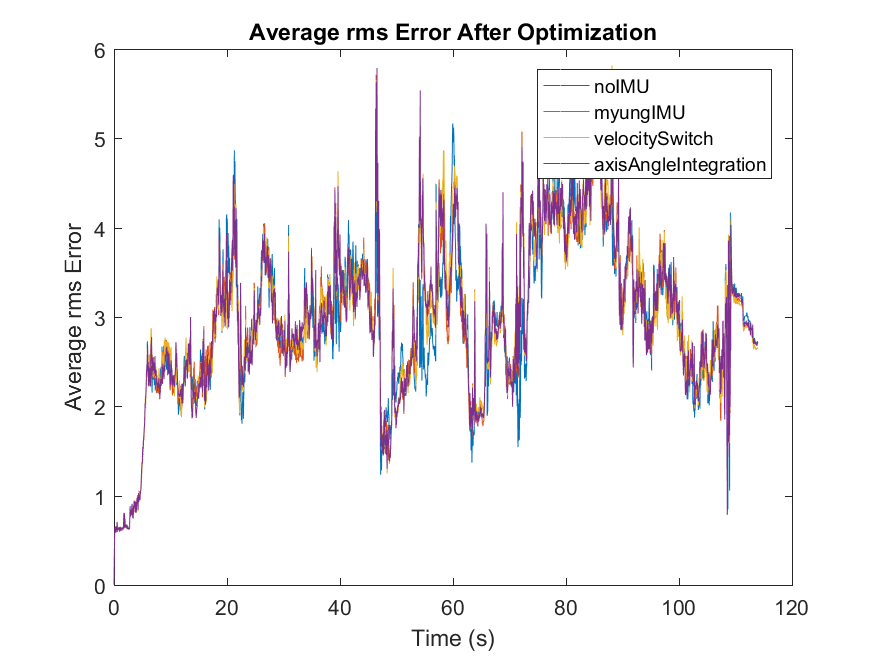 Average rms Error After Optimization
6
5
4
3
2
1
0
Average rms Error
noIMU
myungIMU
velocitySwitch
axisAngleIntegration
0 20 40 60 80 100 120
Time (s)